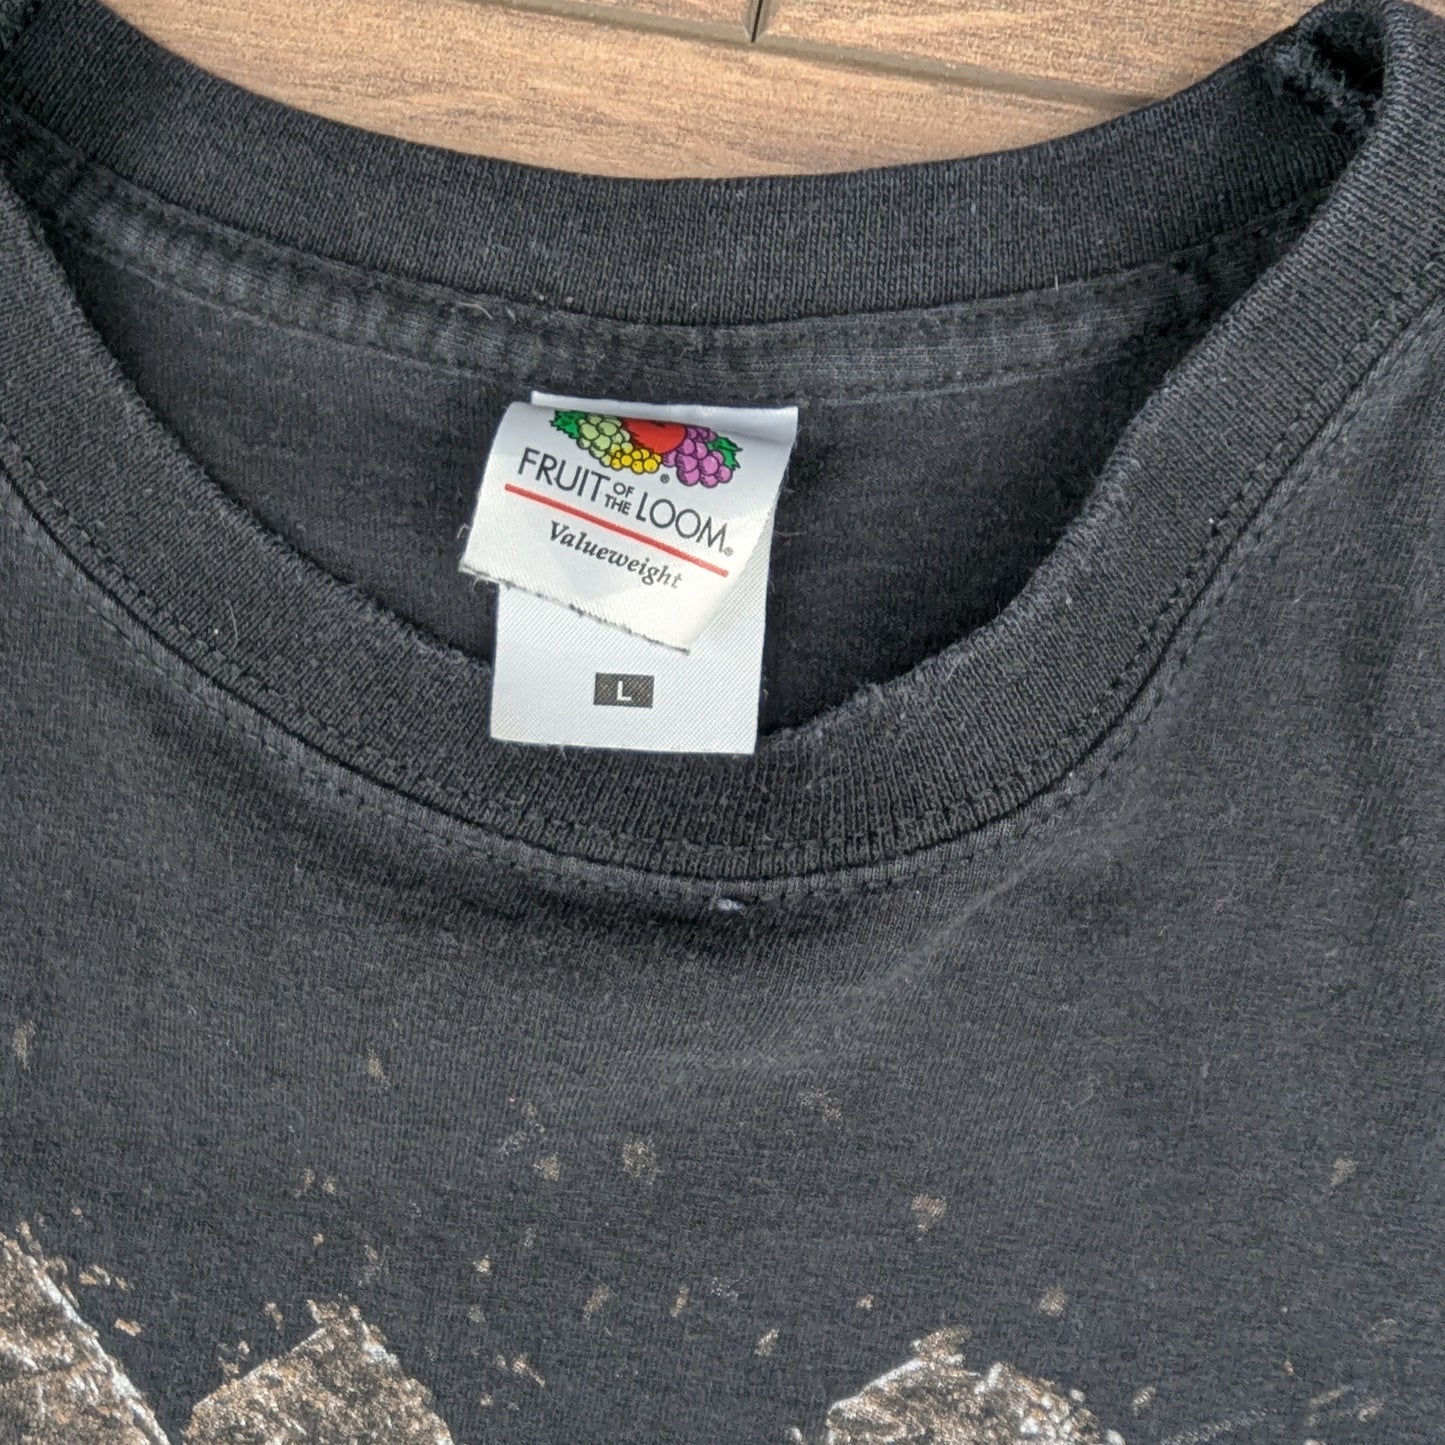 FRUIT OF THE LOOM®
Valueweight
L